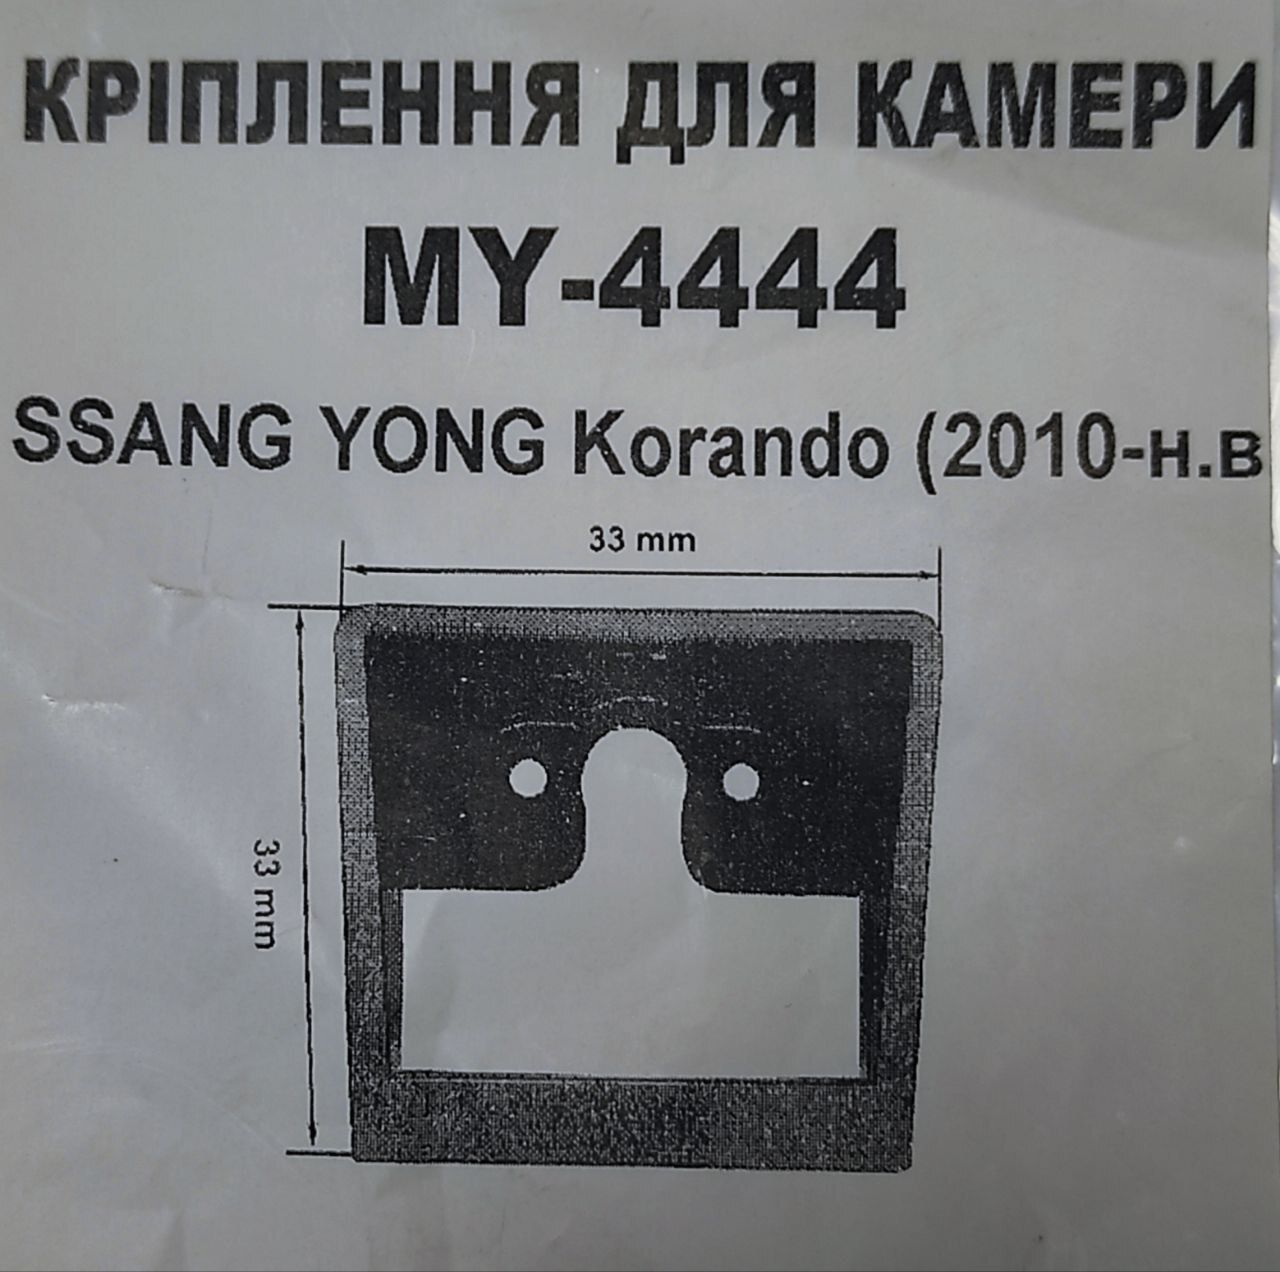 КРІПЛЕННЯ ДЛЯ КАМЕРИ
MY-4444
SSANG YONG Korando (2010-н.в
33 mm
33 mm